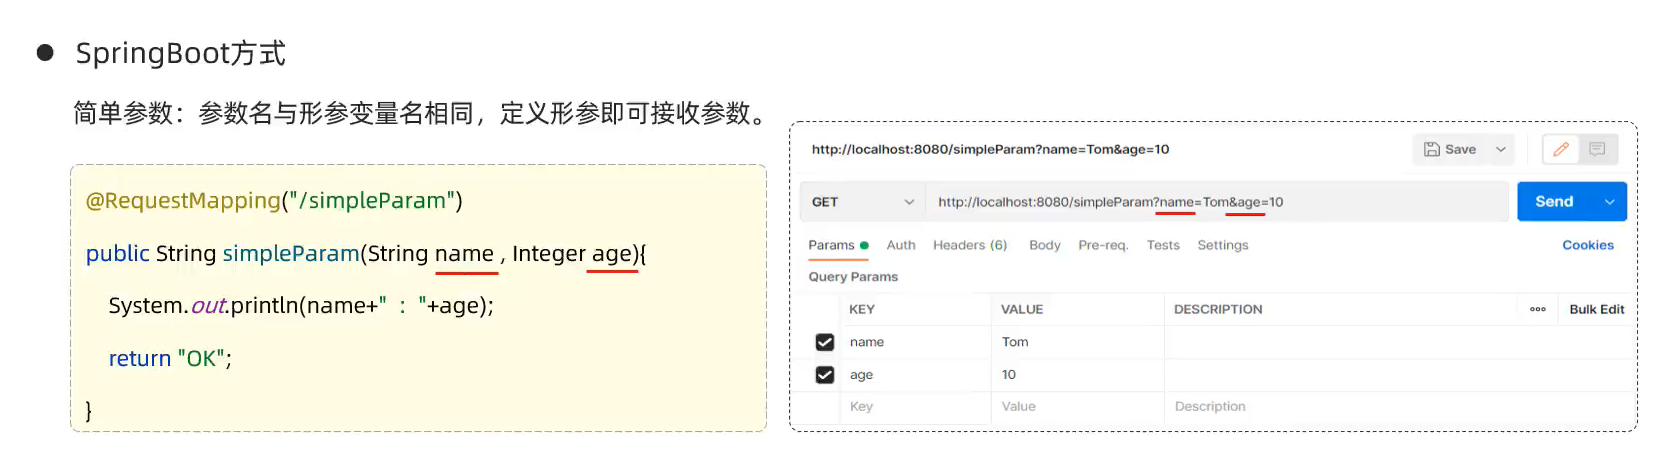 ● SpringBoot方式
简单参数：参数名与形参变量名相同，定义形参即可接收参数。
@RequestMapping("/simpleParam")
public String simpleParam(String name , Integer age){
System.out.println(name+" : "+age);
return "OK";
}
http://localhost:8080/simpleParam?name=Tom&age=10 Save
GET http://localhost:8080/simpleParam?name=Tom&age=10 Send
Params Auth Headers (6) Body Pre-req. Tests Settings Cookies
Query Params
KEY VALUE DESCRIPTION ooo Bulk Edit
name Tom
age 10
Key Value Description